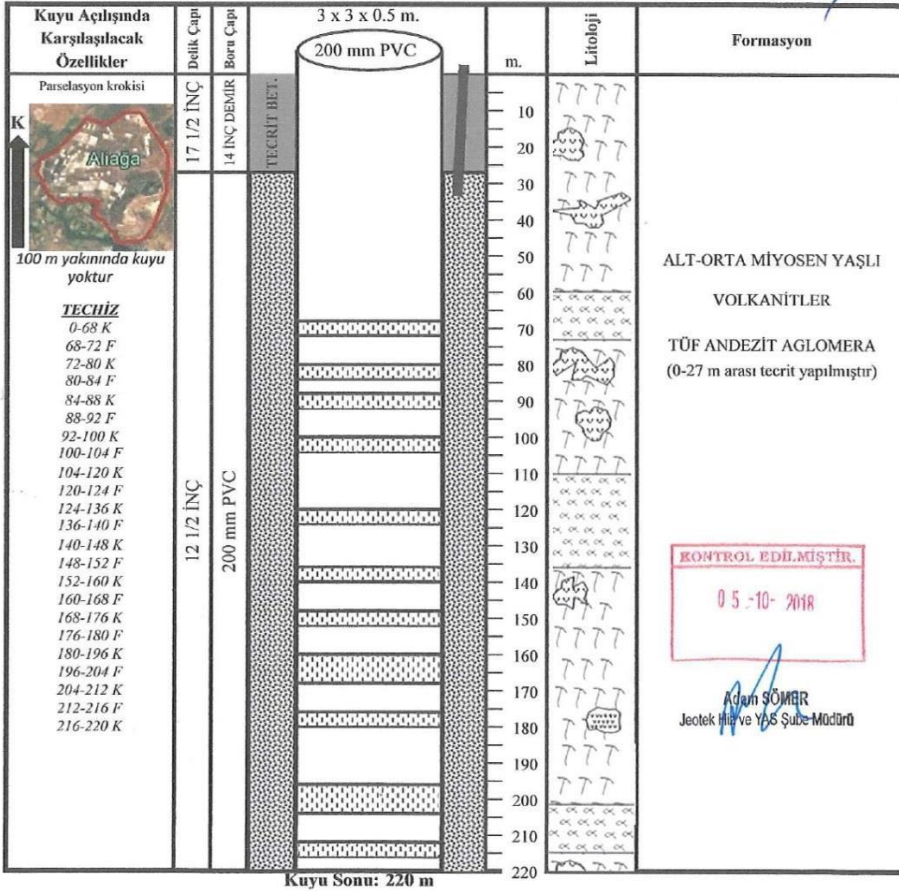 Kuyu Açılışında
Karşılaşılacak
Özellikler
Delik Çapı
Boru Çapı
3 x 3 x 0.5 m.
200 mm PVC
m.
Litoloji
Formasyon
Parselasyon krokisi
K
Aliağa
100 m yakınında kuyu
yoktur
TECHİZ
0-68 K
68-72 F
72-80 K
80-84 F
84-88 K
88-92 F
92-100 K
100-104 F
104-120 K
120-124 F
124-136 K
136-140 F
140-148 K
148-152 F
152-160 K
160-168 F
168-176 K
176-180 F
180-196 K
196-204 F
204-212 K
212-216 F
216-220 K
17 1/2 İNÇ
14 İNÇ DEMİR
TECRİT BET.
12 1/2 İNÇ
200 mm PVC
10
20
30
40
50
60
70
80
90
100
110
120
130
140
150
160
170
180
190
200
210
220
ALT-ORTA MİYOSEN YAŞLI
VOLKANİTLER
TÜF ANDEZİT AGLOMERA
(0-27 m arası tecrit yapılmıştır)
KONTROL EDİLMİŞTİR.
05-10-2018
Adem SÖMER
Jeotek Hiz ve YAS Şube Müdürü
Kuyu Sonu: 220 m